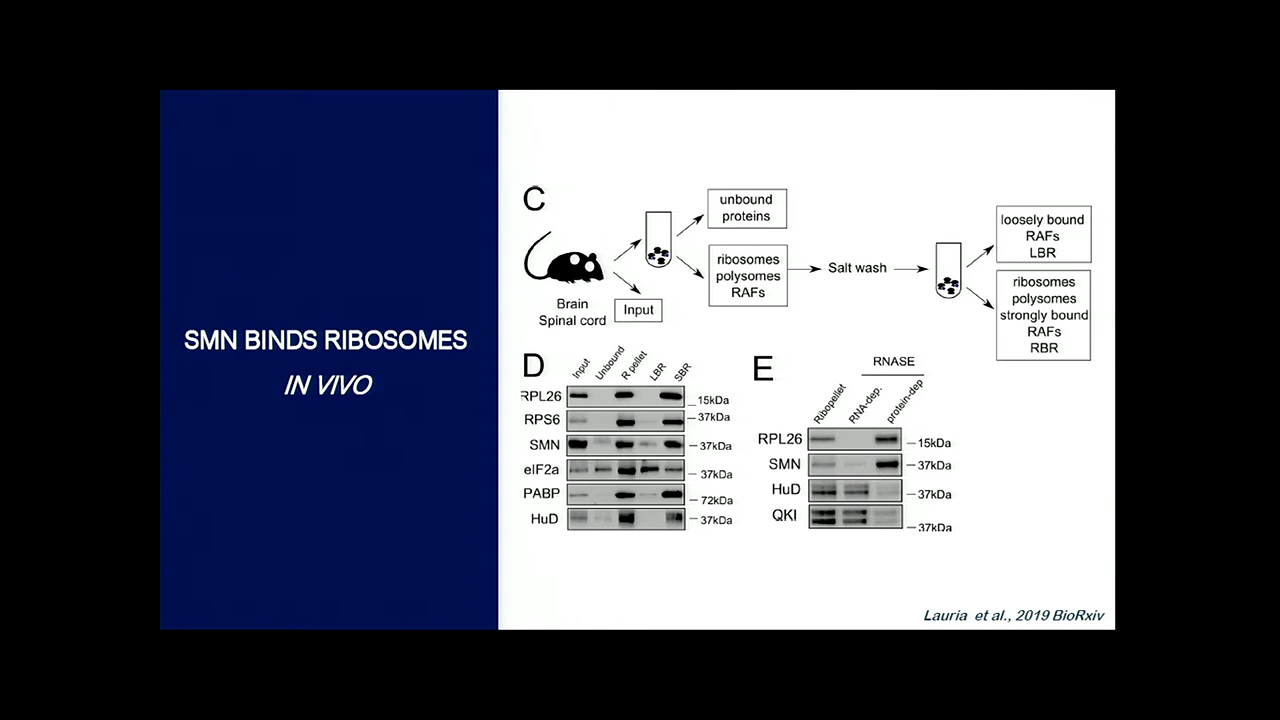 SMN BINDS RIBOSOMES
IN VIVO
C
Brain
Spinal cord
Input
unbound
proteins
ribosomes
polysomes
RAFs
Salt wash
loosely bound
RAFs
LBR
ribosomes
polysomes
strongly bound
RAFs
RBR
D
Input
Unbound
R pellet
LBR
SBR
RPL26
15kDa
RPS6
37kDa
SMN
37kDa
eIF2a
37kDa
PABP
72kDa
HuD
37kDa
E
RNASE
Ribopellet
RNA-dep.
protein-dep
RPL26
15kDa
SMN
37kDa
HuD
37kDa
QKI
37kDa
Lauria et al., 2019 BioRxiv